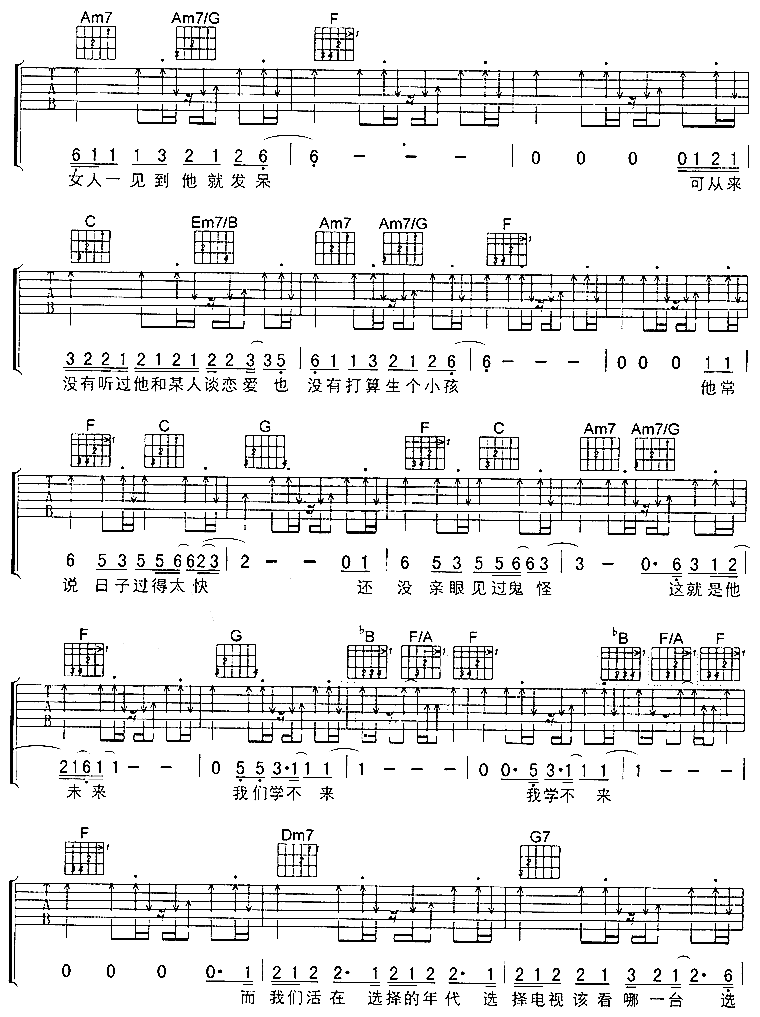 Am7 Am7/G F
T A B
6 1 1 1 3 2 1 2 6 | 6 - - - | 0 0 0 0 1 2 1
女人一见到他就发呆 可从来
C Em7/B Am7 Am7/G F
T A B
3 2 2 1 2 1 2 1 2 2 3 3 5 | 6 1 1 3 2 1 2 6 | 6 - - - | 0 0 0 1 1
没有听过他和某人谈恋爱也 没有打算生个小孩 他常
F C G F C Am7 Am7/G
T A B
6 5 3 5 5 6 6 2 3 | 2 - - 0 1 | 6 5 3 5 5 6 6 3 | 3 - 0· 6 3 1 2
说 日子过得太快 还 没 亲眼见过鬼怪 这就是他
F G ♭B F/A F ♭B F/A F
T A B
2 1 6 1 1 - - | 0 5 5 3· 1 1 1 | 1 - - - | 0 0· 5 3· 1 1 1 | 1 - - -
未来 我们学不来 我学不来
F Dm7 G7
T A B
0 0 0 0· 1 | 2 1 2 2· 1 2 1 2 2· 1 | 2 1 2 2 1 3 2 1 2· 6
而 我们活在 选择的年代 选 择电视该看哪一台 选